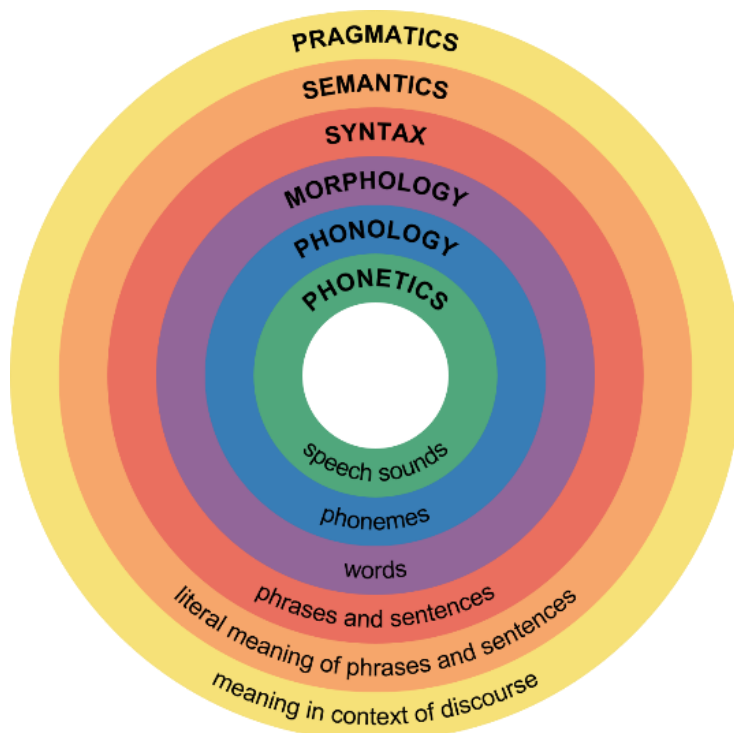 PRAGMATICS
SEMANTICS
SYNTAX
MORPHOLOGY
PHONOLOGY
PHONETICS
speech sounds
phonemes
words
phrases and sentences
literal meaning of phrases and sentences
meaning in context of discourse